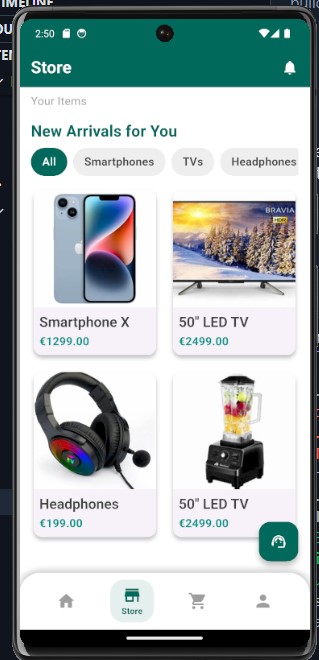 TIMELINE
2:50
Store
Your Items
New Arrivals for You
All
Smartphones
TVs
Headphones
BRAVIA
Smartphone X
€1299.00
50" LED TV
€2499.00
Headphones
€199.00
50" LED TV
€2499.00
Store